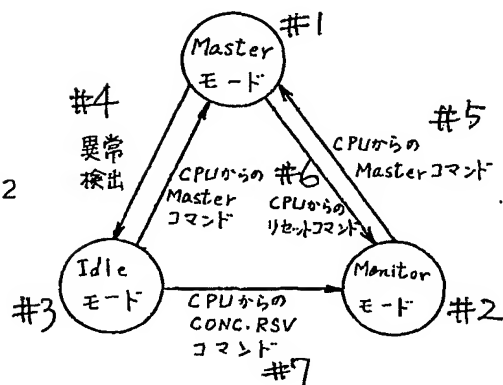 #1
Master
モード
#4
異常
検出
CPUからの
Master
コマンド
#6
CPUからの
リセットコマンド
#5
CPUからの
Masterコマンド
2
Idle
モード
#3
CPUからの
CONC.RSV
コマンド
#7
Monitor
モード
#2